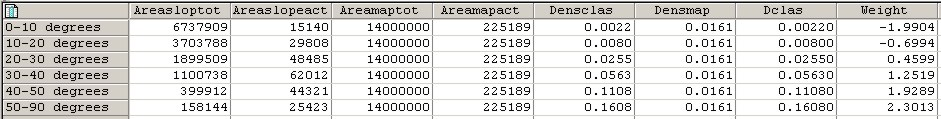 Areasloptot Areaslopeact Areamaptot Areamapact Densclas Densmap Dclas Weight
0-10 degrees 6737909 15140 14000000 225189 0.0022 0.0161 0.00220 -1.9904
10-20 degrees 3703788 29808 14000000 225189 0.0080 0.0161 0.00800 -0.6994
20-30 degrees 1899509 48485 14000000 225189 0.0255 0.0161 0.02550 0.4599
30-40 degrees 1100738 62012 14000000 225189 0.0563 0.0161 0.05630 1.2519
40-50 degrees 399912 44321 14000000 225189 0.1108 0.0161 0.11080 1.9289
50-90 degrees 158144 25423 14000000 225189 0.1608 0.0161 0.16080 2.3013